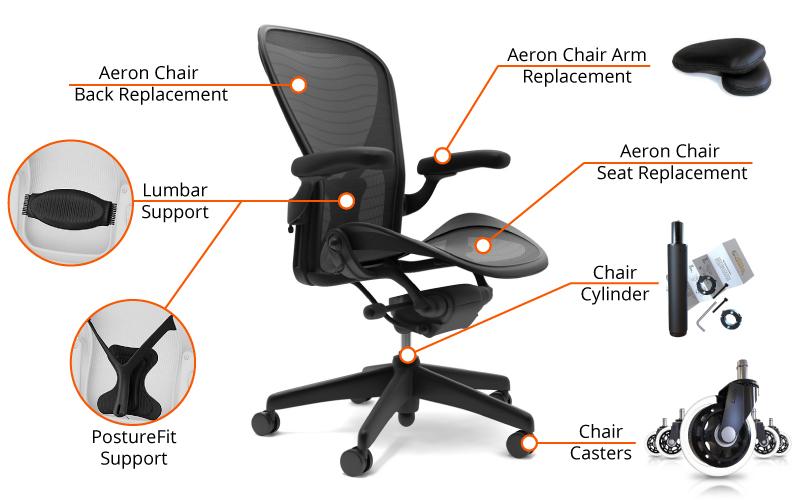 Aeron Chair
Back Replacement
Aeron Chair Arm
Replacement
Aeron Chair
Seat Replacement
Lumbar
Support
Chair
Cylinder
PostureFit
Support
Chair
Casters